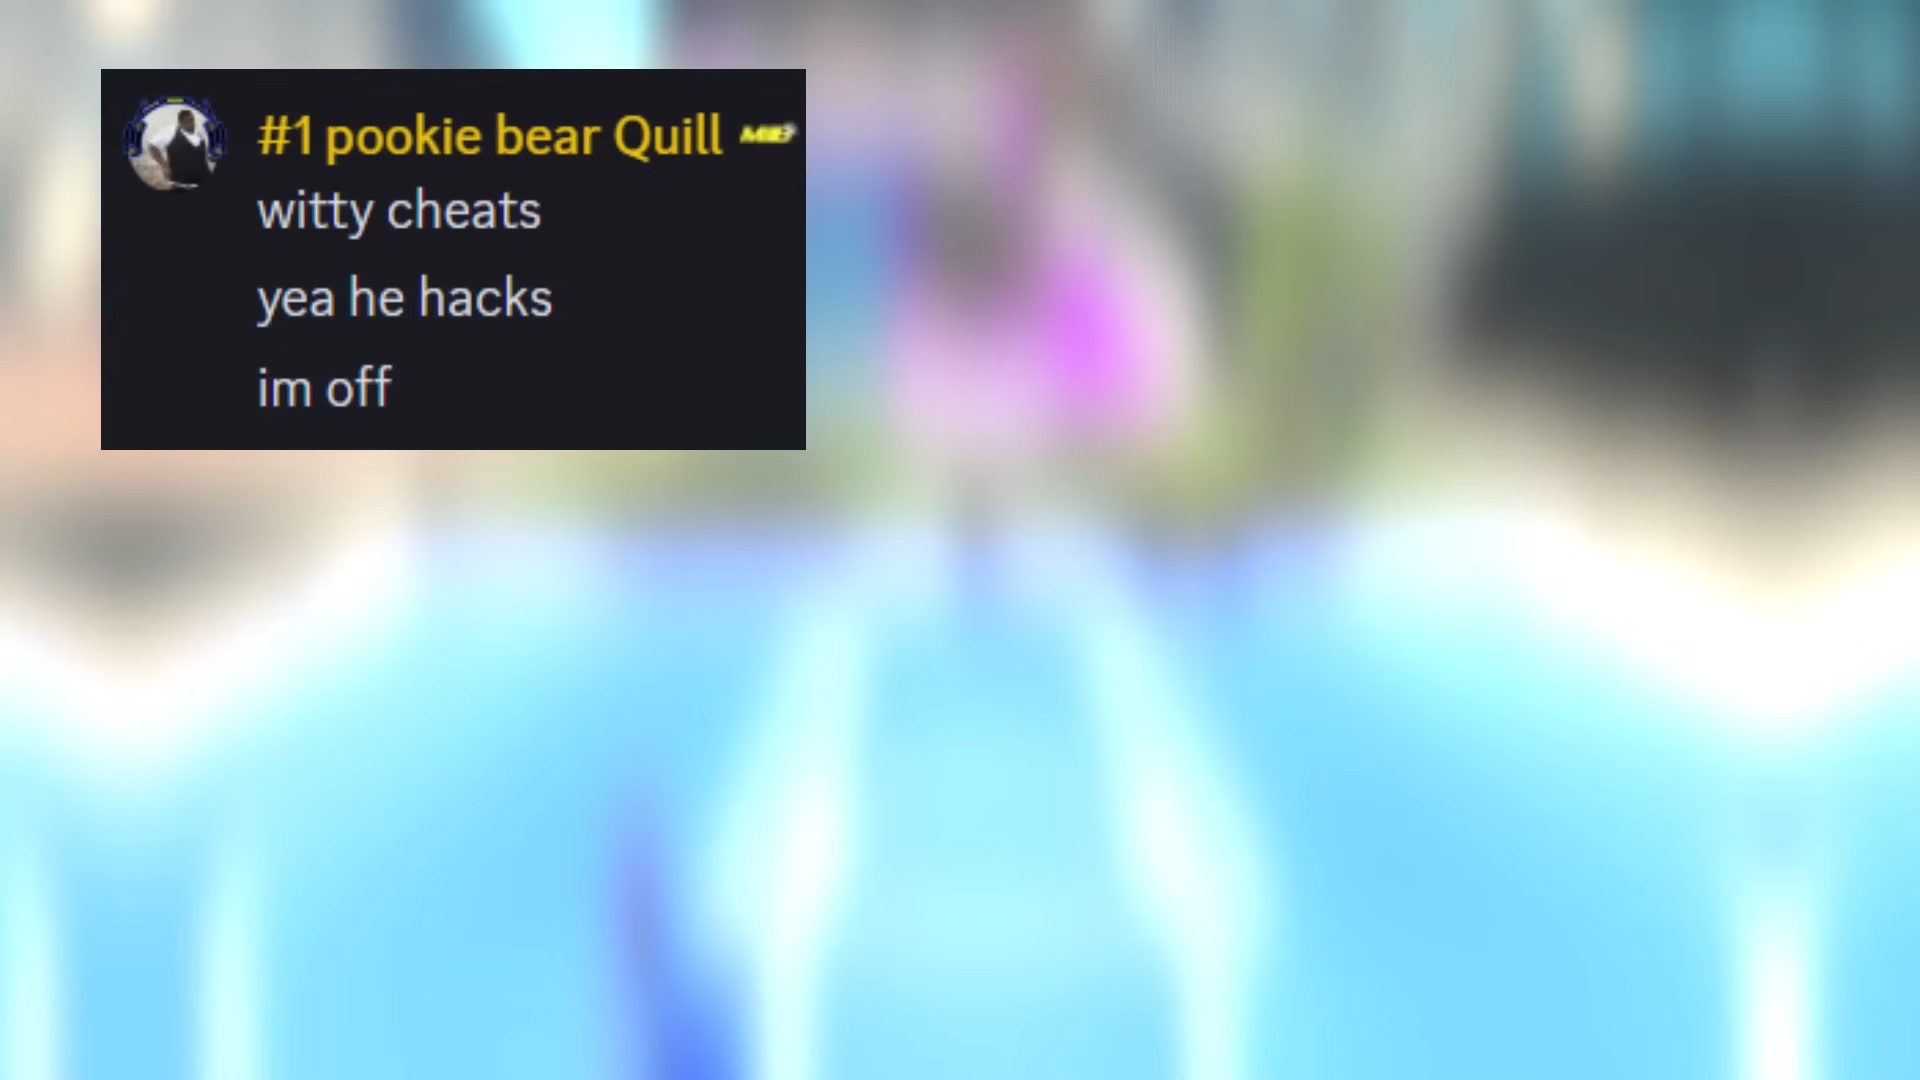 #1 pookie bear Quill
witty cheats
yea he hacks
im off